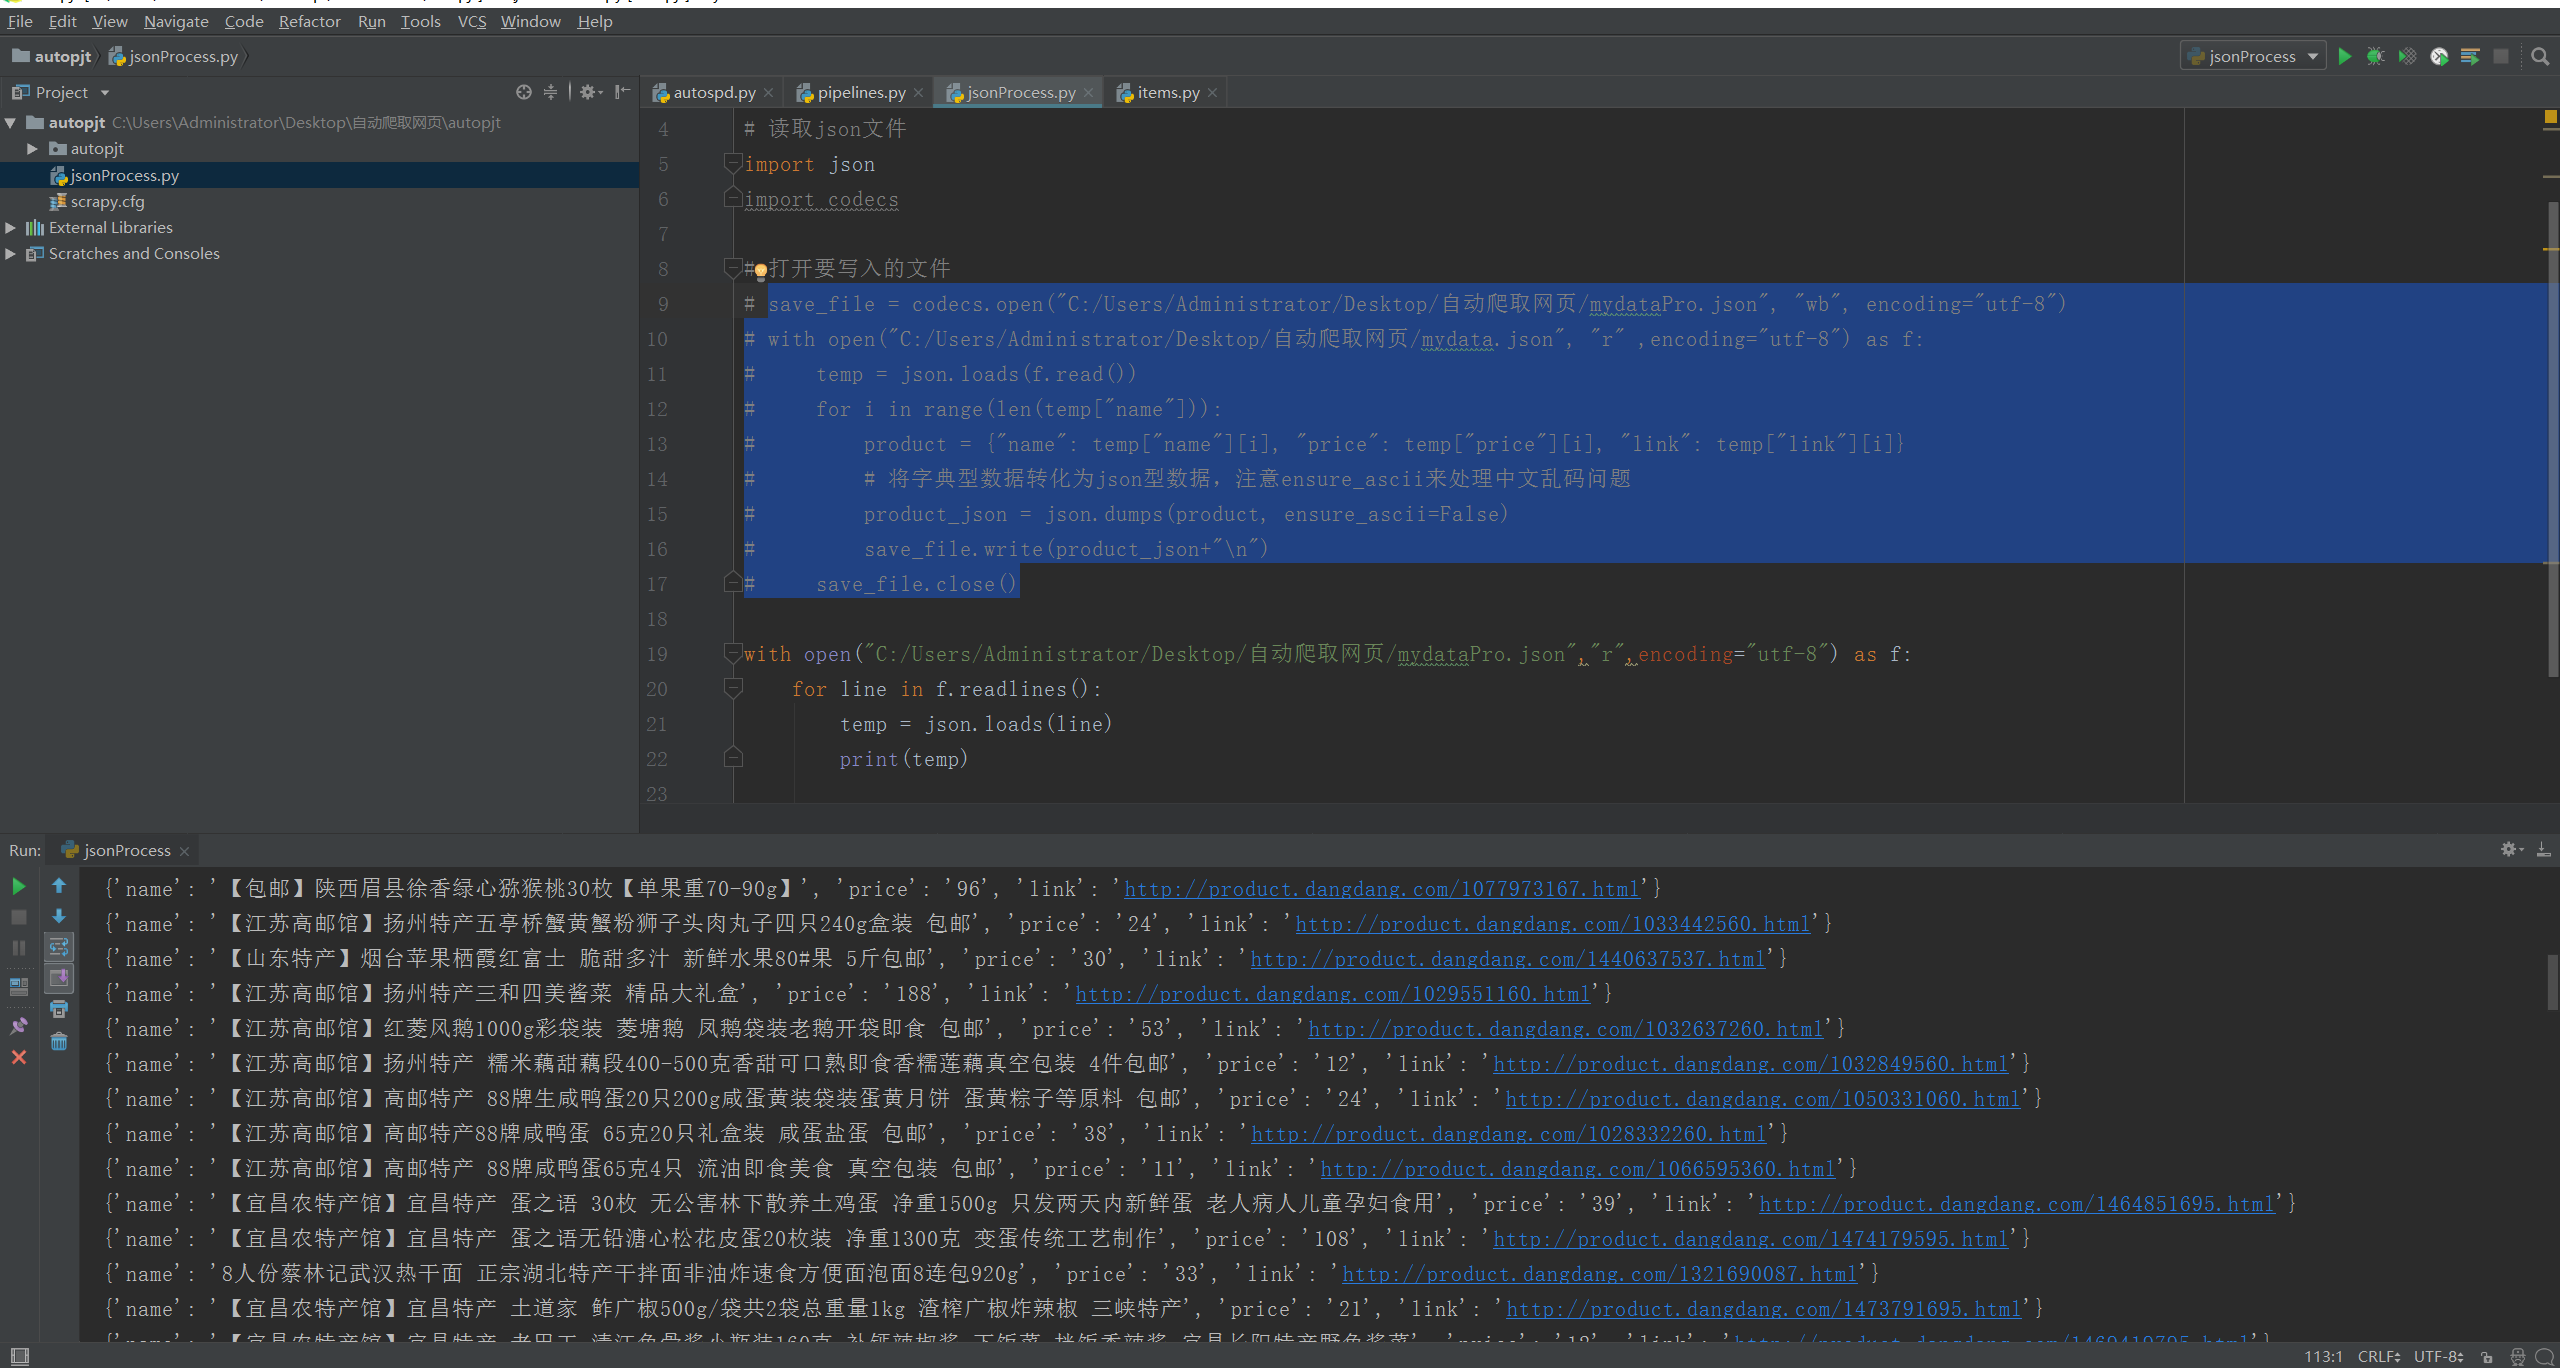 File Edit View Navigate Code Refactor Run Tools VCS Window Help
autopjt jsonProcess.py
jsonProcess
Project
autospd.py pipelines.py jsonProcess.py items.py
autopjt C:\Users\Administrator\Desktop\自动爬取网页\autopjt
autopjt
jsonProcess.py
scrapy.cfg
External Libraries
Scratches and Consoles
4 # 读取json文件
5 import json
6 import codecs
7
8 # 打开要写入的文件
9 # save_file = codecs.open("C:/Users/Administrator/Desktop/自动爬取网页/mydataPro.json", "wb", encoding="utf-8")
10 # with open("C:/Users/Administrator/Desktop/自动爬取网页/mydata.json", "r" ,encoding="utf-8") as f:
11 #     temp = json.loads(f.read())
12 #     for i in range(len(temp["name"])):
13 #         product = {"name": temp["name"][i], "price": temp["price"][i], "link": temp["link"][i]}
14 #         # 将字典型数据转化为json型数据，注意ensure_ascii来处理中文乱码问题
15 #         product_json = json.dumps(product, ensure_ascii=False)
16 #         save_file.write(product_json+"\n")
17 #     save_file.close()
18
19 with open("C:/Users/Administrator/Desktop/自动爬取网页/mydataPro.json","r",encoding="utf-8") as f:
20     for line in f.readlines():
21         temp = json.loads(line)
22         print(temp)
23
Run: jsonProcess
{'name': '【包邮】陕西眉县徐香绿心猕猴桃30枚【单果重70-90g】', 'price': '96', 'link': 'http://product.dangdang.com/1077973167.html'}
{'name': '【江苏高邮馆】扬州特产五亭桥蟹黄蟹粉狮子头肉丸子四只240g盒装 包邮', 'price': '24', 'link': 'http://product.dangdang.com/1033442560.html'}
{'name': '【山东特产】烟台苹果栖霞红富士 脆甜多汁 新鲜水果80#果 5斤包邮', 'price': '30', 'link': 'http://product.dangdang.com/1440637537.html'}
{'name': '【江苏高邮馆】扬州特产三和四美酱菜 精品大礼盒', 'price': '188', 'link': 'http://product.dangdang.com/1029551160.html'}
{'name': '【江苏高邮馆】红菱风鹅1000g彩袋装 菱塘鹅 风鹅袋装老鹅开袋即食 包邮', 'price': '53', 'link': 'http://product.dangdang.com/1032637260.html'}
{'name': '【江苏高邮馆】扬州特产 糯米藕甜藕段400-500克香甜可口熟即食香糯莲藕真空包装 4件包邮', 'price': '12', 'link': 'http://product.dangdang.com/1032849560.html'}
{'name': '【江苏高邮馆】高邮特产 88牌生咸鸭蛋20只200g咸蛋黄装袋装蛋黄月饼 蛋黄粽子等原料 包邮', 'price': '24', 'link': 'http://product.dangdang.com/1050331060.html'}
{'name': '【江苏高邮馆】高邮特产88牌咸鸭蛋 65克20只礼盒装 咸蛋盐蛋 包邮', 'price': '38', 'link': 'http://product.dangdang.com/1028332260.html'}
{'name': '【江苏高邮馆】高邮特产 88牌咸鸭蛋65克4只 流油即食美食 真空包装 包邮', 'price': '11', 'link': 'http://product.dangdang.com/1066595360.html'}
{'name': '【宜昌农特产馆】宜昌特产 蛋之语 30枚 无公害林下散养土鸡蛋 净重1500g 只发两天内新鲜蛋 老人病人儿童孕妇食用', 'price': '39', 'link': 'http://product.dangdang.com/1464851695.html'}
{'name': '【宜昌农特产馆】宜昌特产 蛋之语无铅溏心松花皮蛋20枚装 净重1300克 变蛋传统工艺制作', 'price': '108', 'link': 'http://product.dangdang.com/1474179595.html'}
{'name': '8人份蔡林记武汉热干面 正宗湖北特产干拌面非油炸速食方便面泡面8连包920g', 'price': '33', 'link': 'http://product.dangdang.com/1321690087.html'}
{'name': '【宜昌农特产馆】宜昌特产 土道家 鲊广椒500g/袋共2袋总重量1kg 渣榨广椒炸辣椒 三峡特产', 'price': '21', 'link': 'http://product.dangdang.com/1473791695.html'}
113:1 CRLF UTF-8